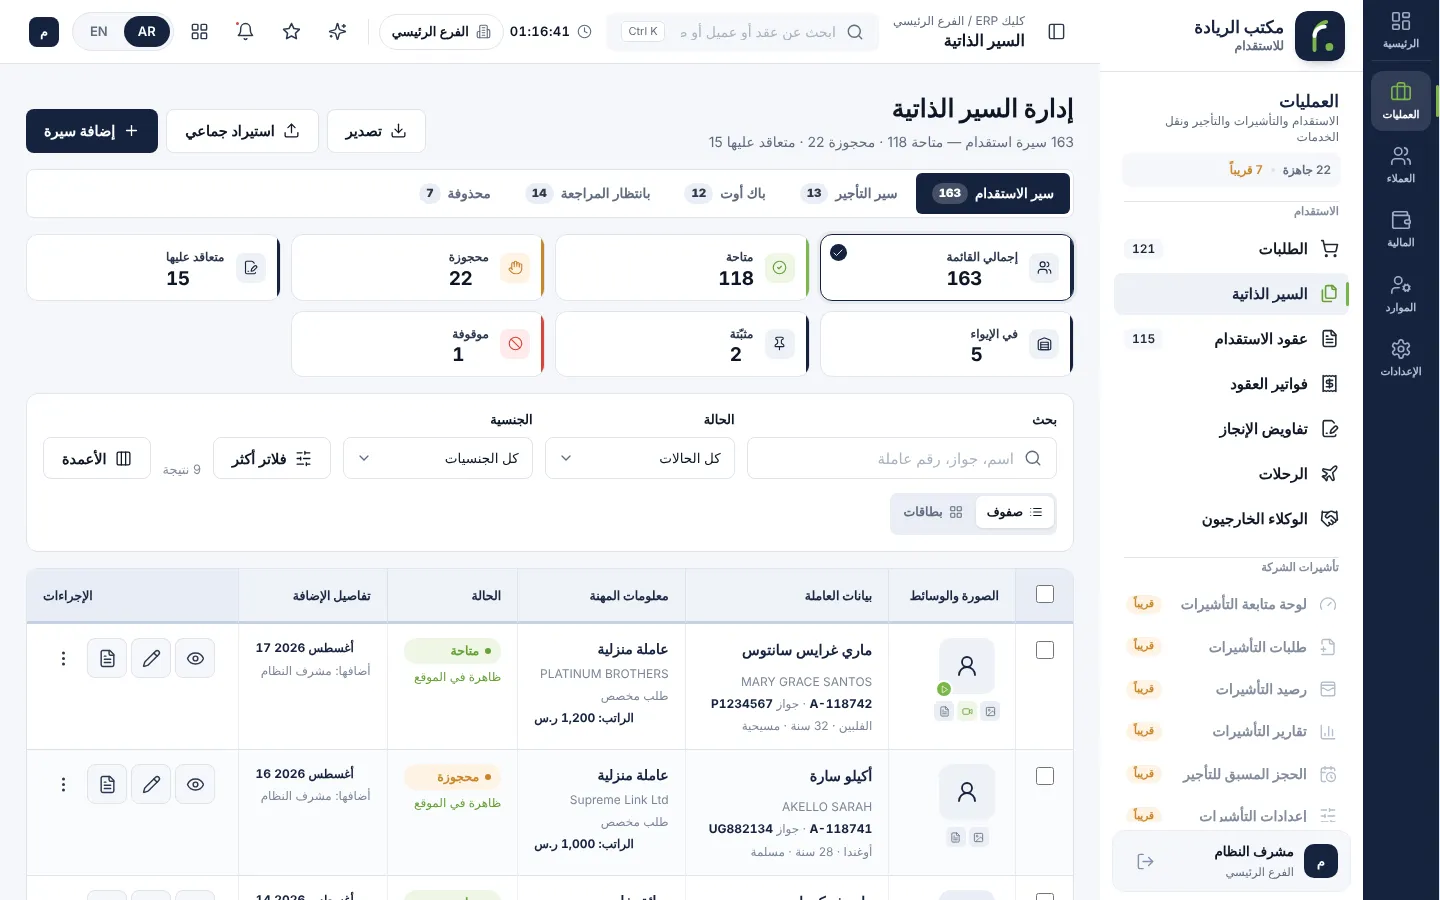 الرئيسية
العمليات
العملاء
المالية
الموارد
الإعدادات
مكتب الريادة
للاستقدام
العمليات
الاستقدام والتأشيرات والتأجير ونقل الخدمات
22 جاهزة · 7 قريباً
الاستقدام
الطلبات 121
السير الذاتية
عقود الاستقدام 115
فواتير العقود
تفاويض الإنجاز
الرحلات
الوكلاء الخارجيون
تأشيرات الشركة
لوحة متابعة التأشيرات قريباً
طلبات التأشيرات قريباً
رصيد التأشيرات قريباً
تقارير التأشيرات قريباً
الحجز المسبق للتأجير قريباً
إعدادات التأشيرات قريباً
م
مشرف النظام
الفرع الرئيسي
كليك ERP / الفرع الرئيسي
السير الذاتية
ابحث عن عقد أو عميل أو Ctrl K
01:16:41
الفرع الرئيسي
AR EN
م
إدارة السير الذاتية
163 سيرة استقدام — متاحة 118 · محجوزة 22 · متعاقد عليها 15
تصدير
استيراد جماعي
إضافة سيرة
سير الاستقدام 163
سير التأجير 13
باك أوت 12
بانتظار المراجعة 14
محذوفة 7
إجمالي القائمة
163
متاحة
118
محجوزة
22
متعاقد عليها
15
في الإيواء
5
مثبّتة
2
موقوفة
1
بحث
اسم، جواز، رقم عاملة
الحالة
كل الحالات
الجنسية
كل الجنسيات
فلاتر أكثر
9 نتيجة
الأعمدة
صفوف
بطاقات
الصورة والوسائط
بيانات العاملة
معلومات المهنة
الحالة
تفاصيل الإضافة
الإجراءات
ماري غرايس سانتوس
MARY GRACE SANTOS
A-118742 · جواز P1234567
الفلبين · 32 سنة · مسيحية
عاملة منزلية
PLATINUM BROTHERS
طلب مخصص
الراتب: 1,200 ر.س
متاحة
ظاهرة في الموقع
17 أغسطس 2026
أضافها: مشرف النظام
أكيلو سارة
AKELLO SARAH
A-118741 · جواز UG882134
أوغندا · 28 سنة · مسلمة
عاملة منزلية
Supreme Link Ltd
طلب مخصص
الراتب: 1,000 ر.س
محجوزة
ظاهرة في الموقع
16 أغسطس 2026
أضافها: مشرف النظام
14 أغسطس 2026